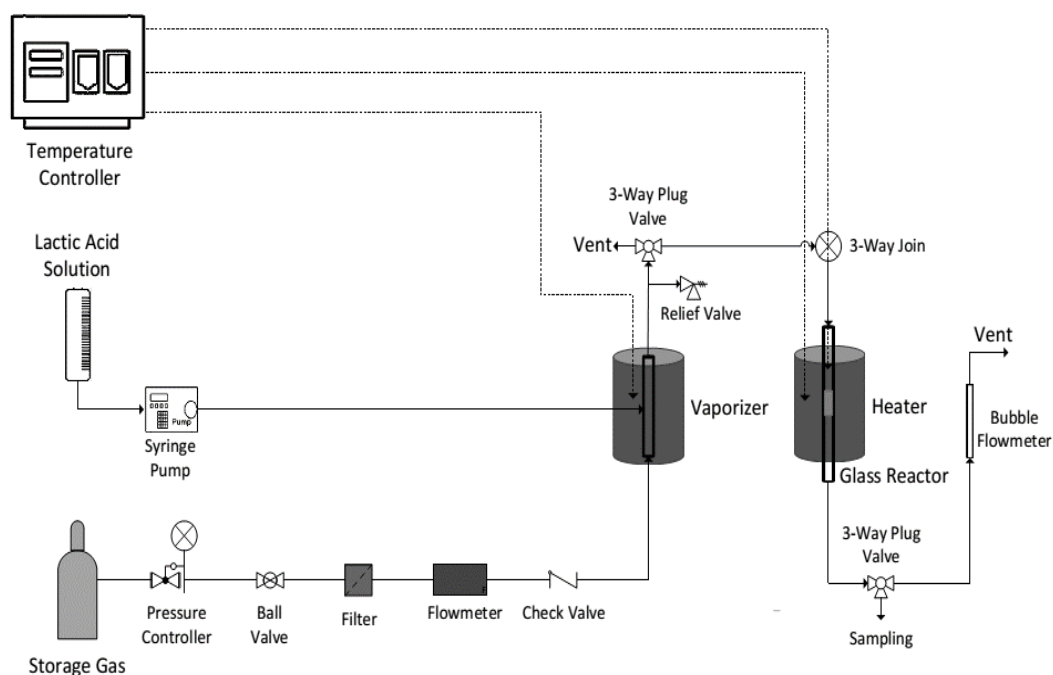 Temperature
Controller
3-Way Plug
Valve
Vent
3-Way Join
Lactic Acid
Solution
Relief Valve
Vent
Vaporizer
Heater
Bubble
Flowmeter
Pump
Syringe
Pump
Glass Reactor
3-Way Plug
Valve
Pressure
Controller
Ball
Valve
Filter
Flowmeter
Check Valve
Sampling
Storage Gas